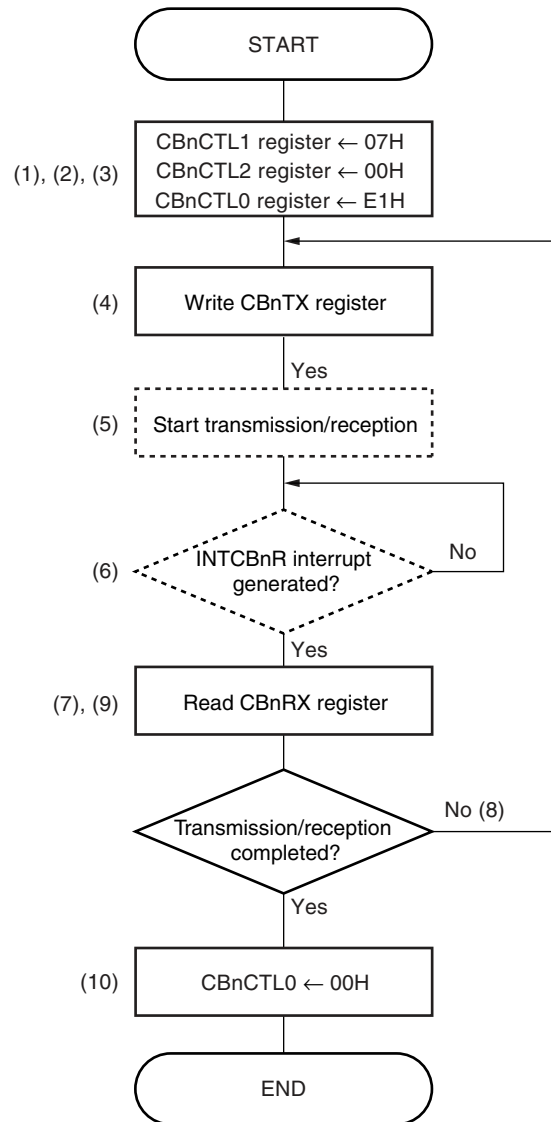 START
(1), (2), (3)
CBnCTL1 register ← 07H
CBnCTL2 register ← 00H
CBnCTL0 register ← E1H
(4)
Write CBnTX register
Yes
(5)
Start transmission/reception
(6)
INTCBnR interrupt
generated?
No
Yes
(7), (9)
Read CBnRX register
Transmission/reception
completed?
No (8)
Yes
(10)
CBnCTL0 ← 00H
END